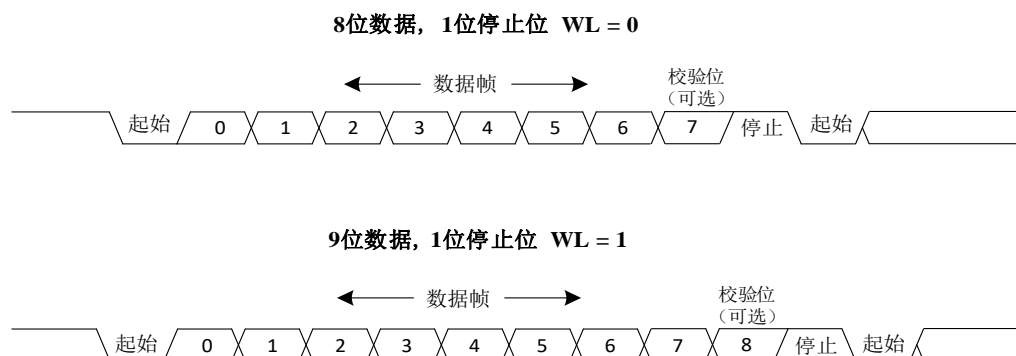 8位数据, 1位停止位 WL = 0
数据帧
校验位
（可选）
起始 0 1 2 3 4 5 6 7 停止 起始
9位数据, 1位停止位 WL = 1
数据帧
校验位
（可选）
起始 0 1 2 3 4 5 6 7 8 停止 起始